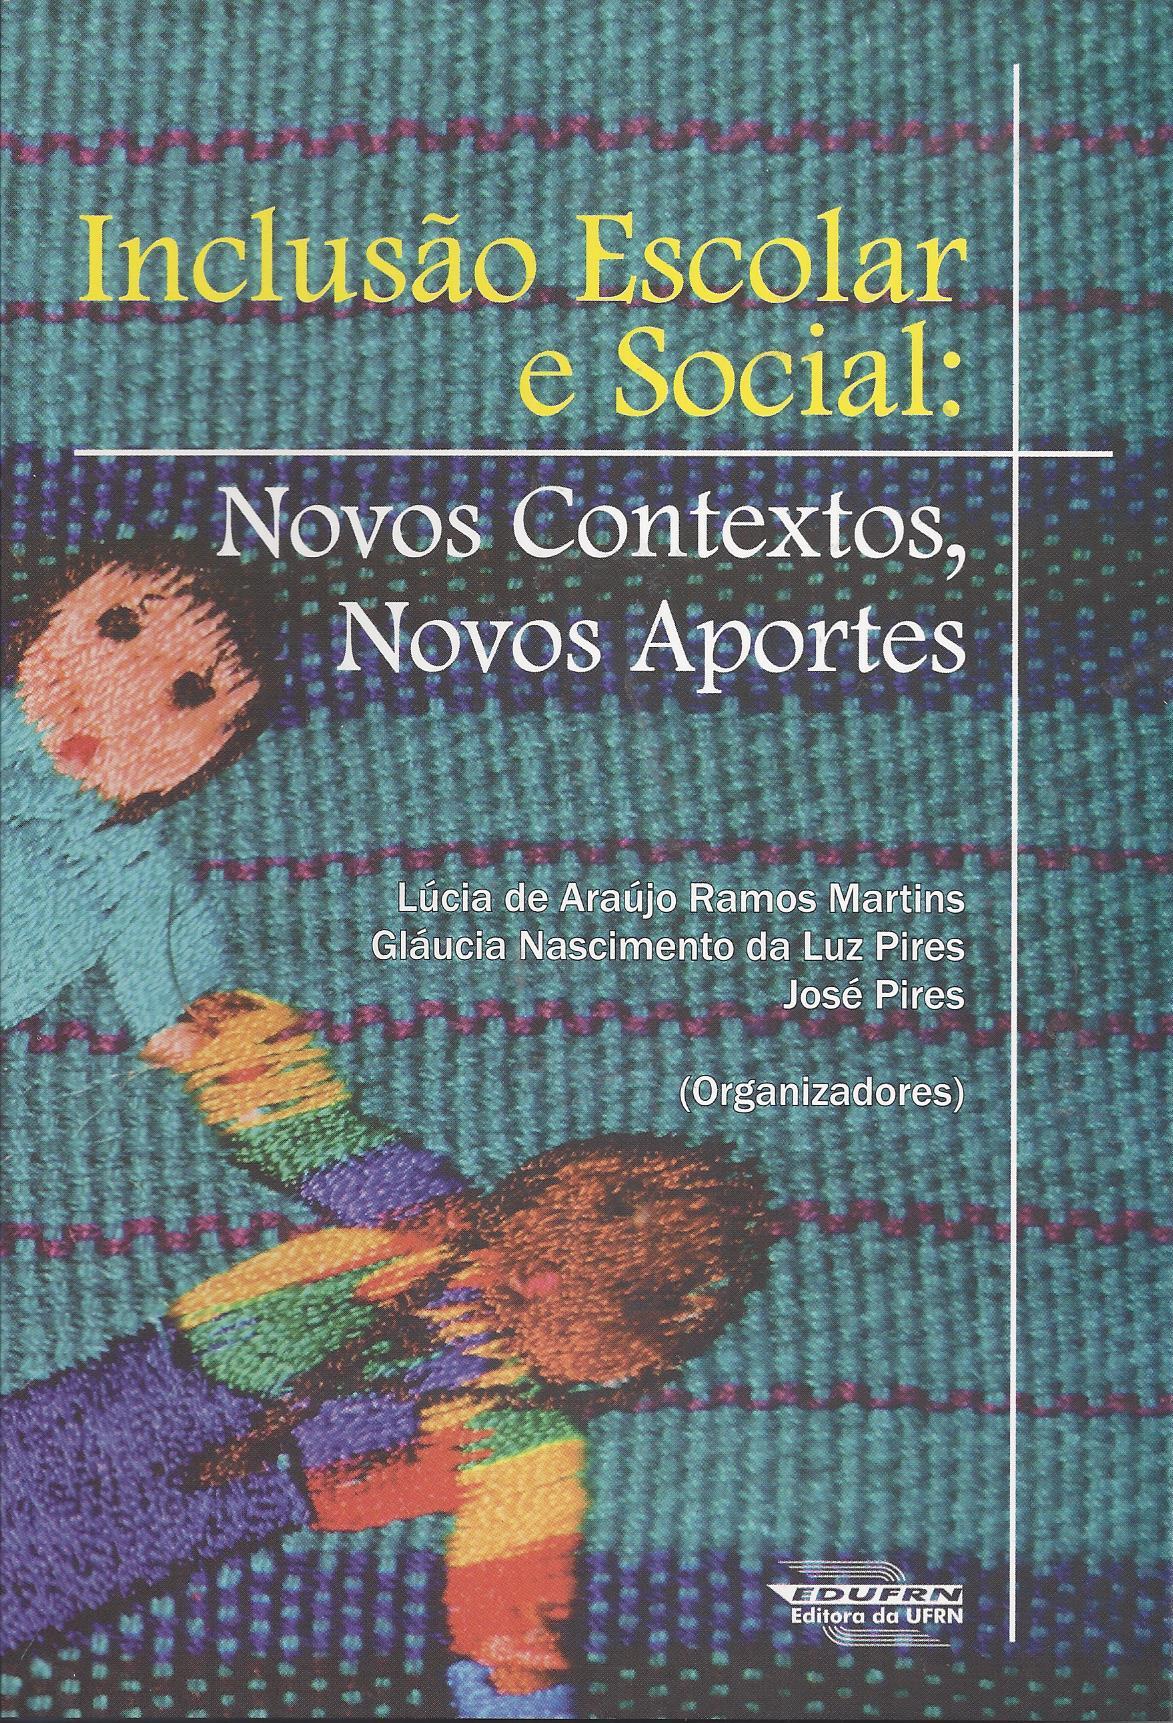 Inclusão Escolar
e Social:
Novos Contextos,
Novos Aportes
Lúcia de Araújo Ramos Martins
Gláucia Nascimento da Luz Pires
José Pires
(Organizadores)
EDUFRN
Editora da UFRN